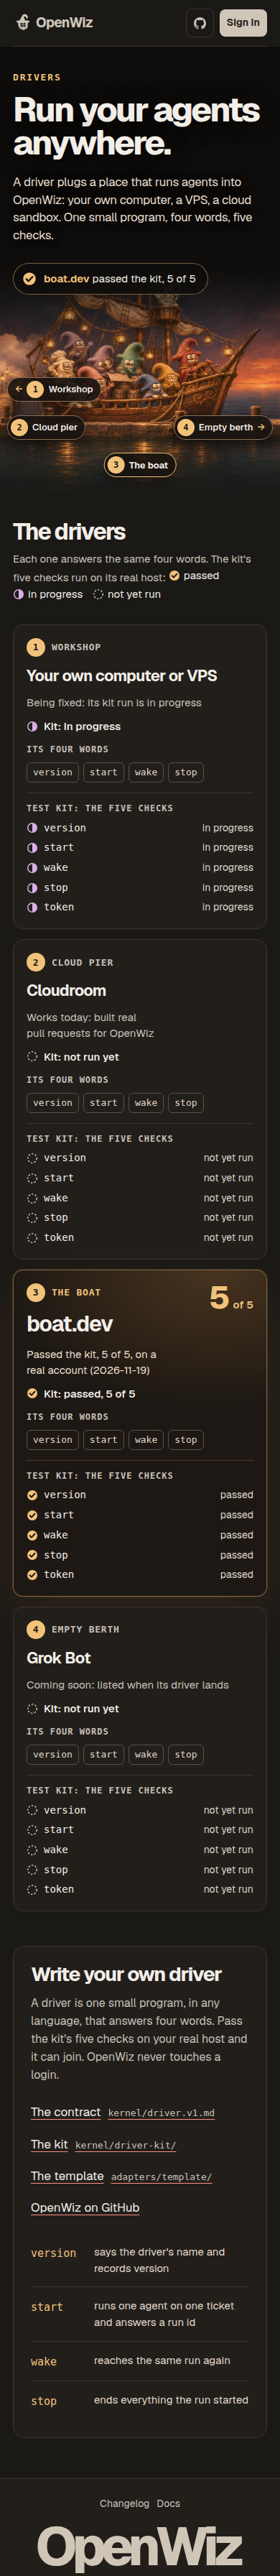 OpenWiz
Sign in
DRIVERS
Run your agents
anywhere.
A driver plugs a place that runs agents into
OpenWiz: your own computer, a VPS, a cloud
sandbox. One small program, four words, five
checks.
boat.dev passed the kit, 5 of 5
← 1 Workshop
2 Cloud pier
4 Empty berth →
3 The boat
The drivers
Each one answers the same four words. The kit's
five checks run on its real host: passed
in progress not yet run
1 WORKSHOP
Your own computer or VPS
Being fixed: its kit run is in progress
Kit: in progress
ITS FOUR WORDS
version start wake stop
TEST KIT: THE FIVE CHECKS
version in progress
start in progress
wake in progress
stop in progress
token in progress
2 CLOUD PIER
Cloudroom
Works today: built real
pull requests for OpenWiz
Kit: not run yet
ITS FOUR WORDS
version start wake stop
TEST KIT: THE FIVE CHECKS
version not yet run
start not yet run
wake not yet run
stop not yet run
token not yet run
3 THE BOAT
5 of 5
boat.dev
Passed the kit, 5 of 5, on a
real account (2026-11-19)
Kit: passed, 5 of 5
ITS FOUR WORDS
version start wake stop
TEST KIT: THE FIVE CHECKS
version passed
start passed
wake passed
stop passed
token passed
4 EMPTY BERTH
Grok Bot
Coming soon: listed when its driver lands
Kit: not run yet
ITS FOUR WORDS
version start wake stop
TEST KIT: THE FIVE CHECKS
version not yet run
start not yet run
wake not yet run
stop not yet run
token not yet run
Write your own driver
A driver is one small program, in any
language, that answers four words. Pass
the kit's five checks on your real host and
it can join. OpenWiz never touches a
login.
The contract kernel/driver.v1.md
The kit kernel/driver-kit/
The template adapters/template/
OpenWiz on GitHub
version says the driver's name and
records version
start runs one agent on one ticket
and answers a run id
wake reaches the same run again
stop ends everything the run started
Changelog Docs
OpenWiz